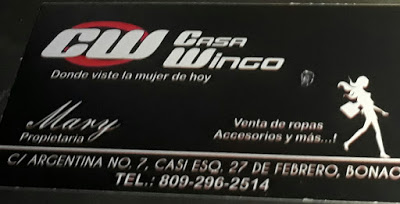 CW CASA
WINGO
Donde viste la mujer de hoy
Mary
Propietaria
Venta de ropas
Accesorios y más...!
C/ ARGENTINA NO. 7, CASI ESQ. 27 DE FEBRERO, BONAO
TEL.: 809-296-2514